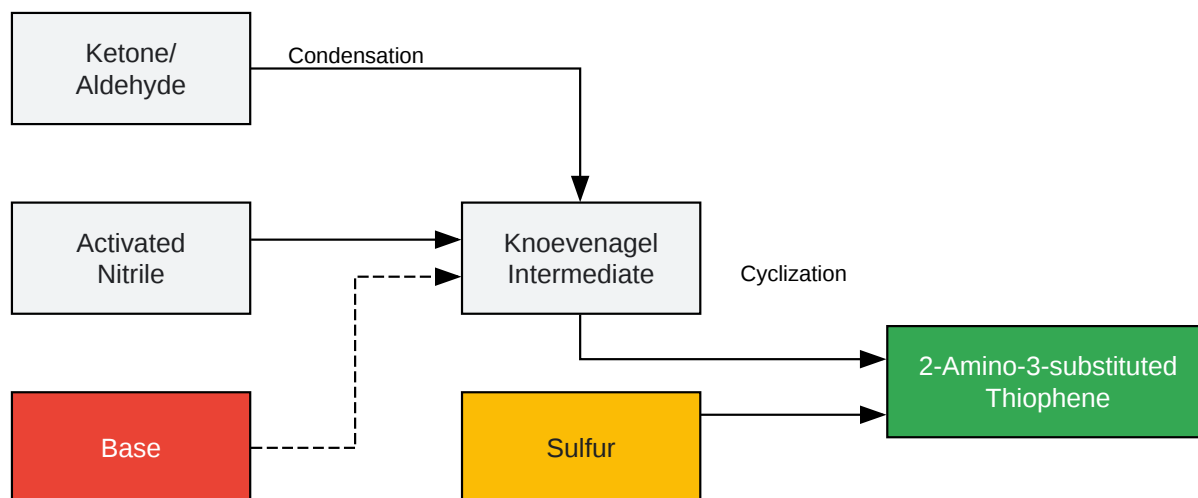 Ketone/
Aldehyde
Condensation
Activated
Nitrile
Knoevenagel
Intermediate
Cyclization
2-Amino-3-substituted
Thiophene
Base
Sulfur